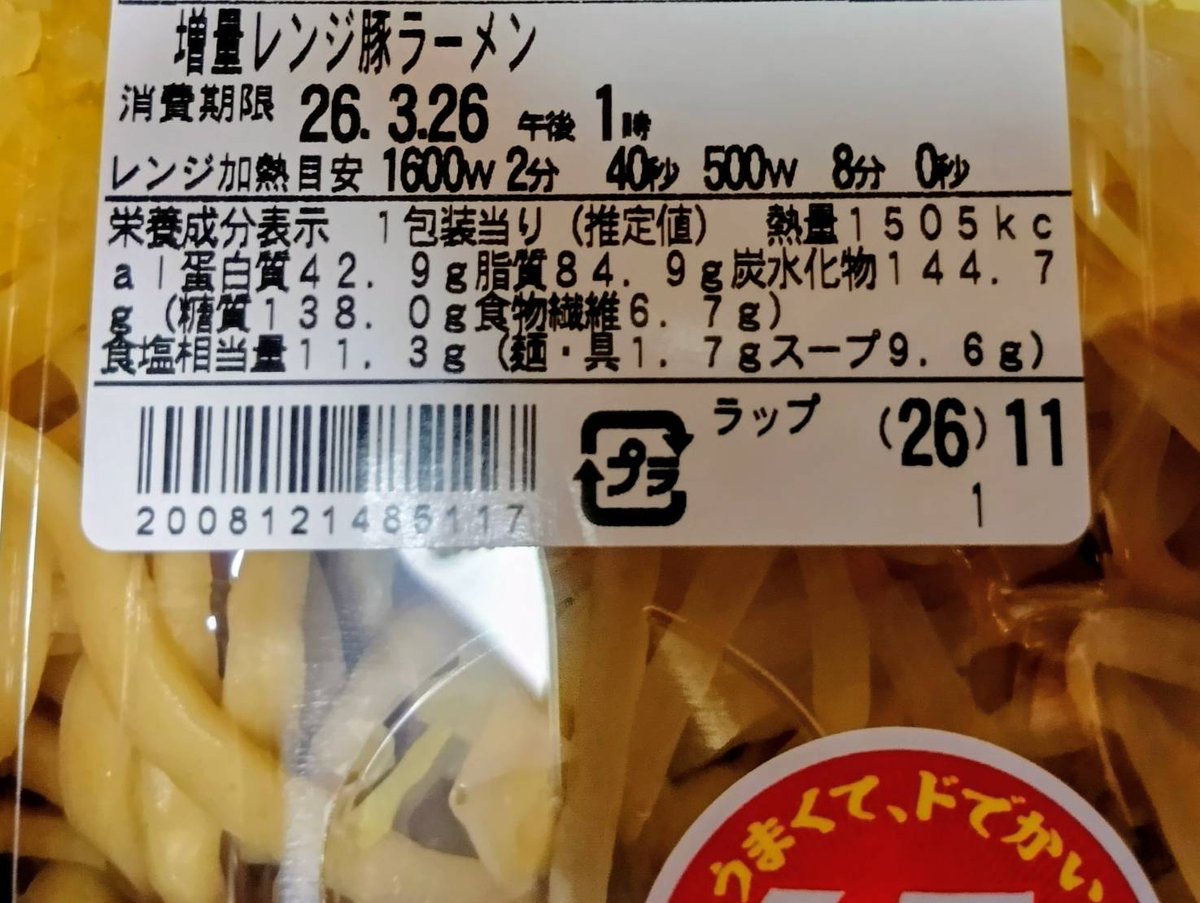 増量レンジ豚ラーメン
消費期限 26. 3.26 午後 1時
レンジ加熱目安 1600W 2分 40秒 500W 8分 0秒
栄養成分表示 1包装当り（推定値） 熱量1505kc
al蛋白質42.9g脂質84.9g炭水化物144.7
g（糖質138.0g食物繊維6.7g）
食塩相当量11.3g（麺・具1.7gスープ9.6g）
プラ ラップ (26) 11
1
2008121485117
うまくて、ドでかい